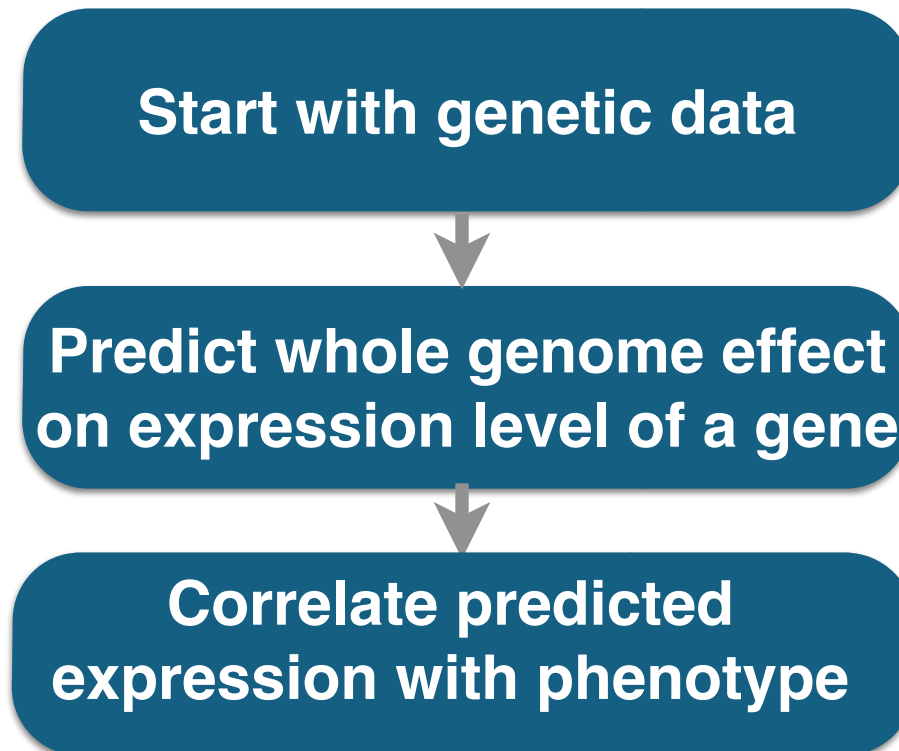 Start with genetic data
Predict whole genome effect
on expression level of a gene
Correlate predicted
expression with phenotype